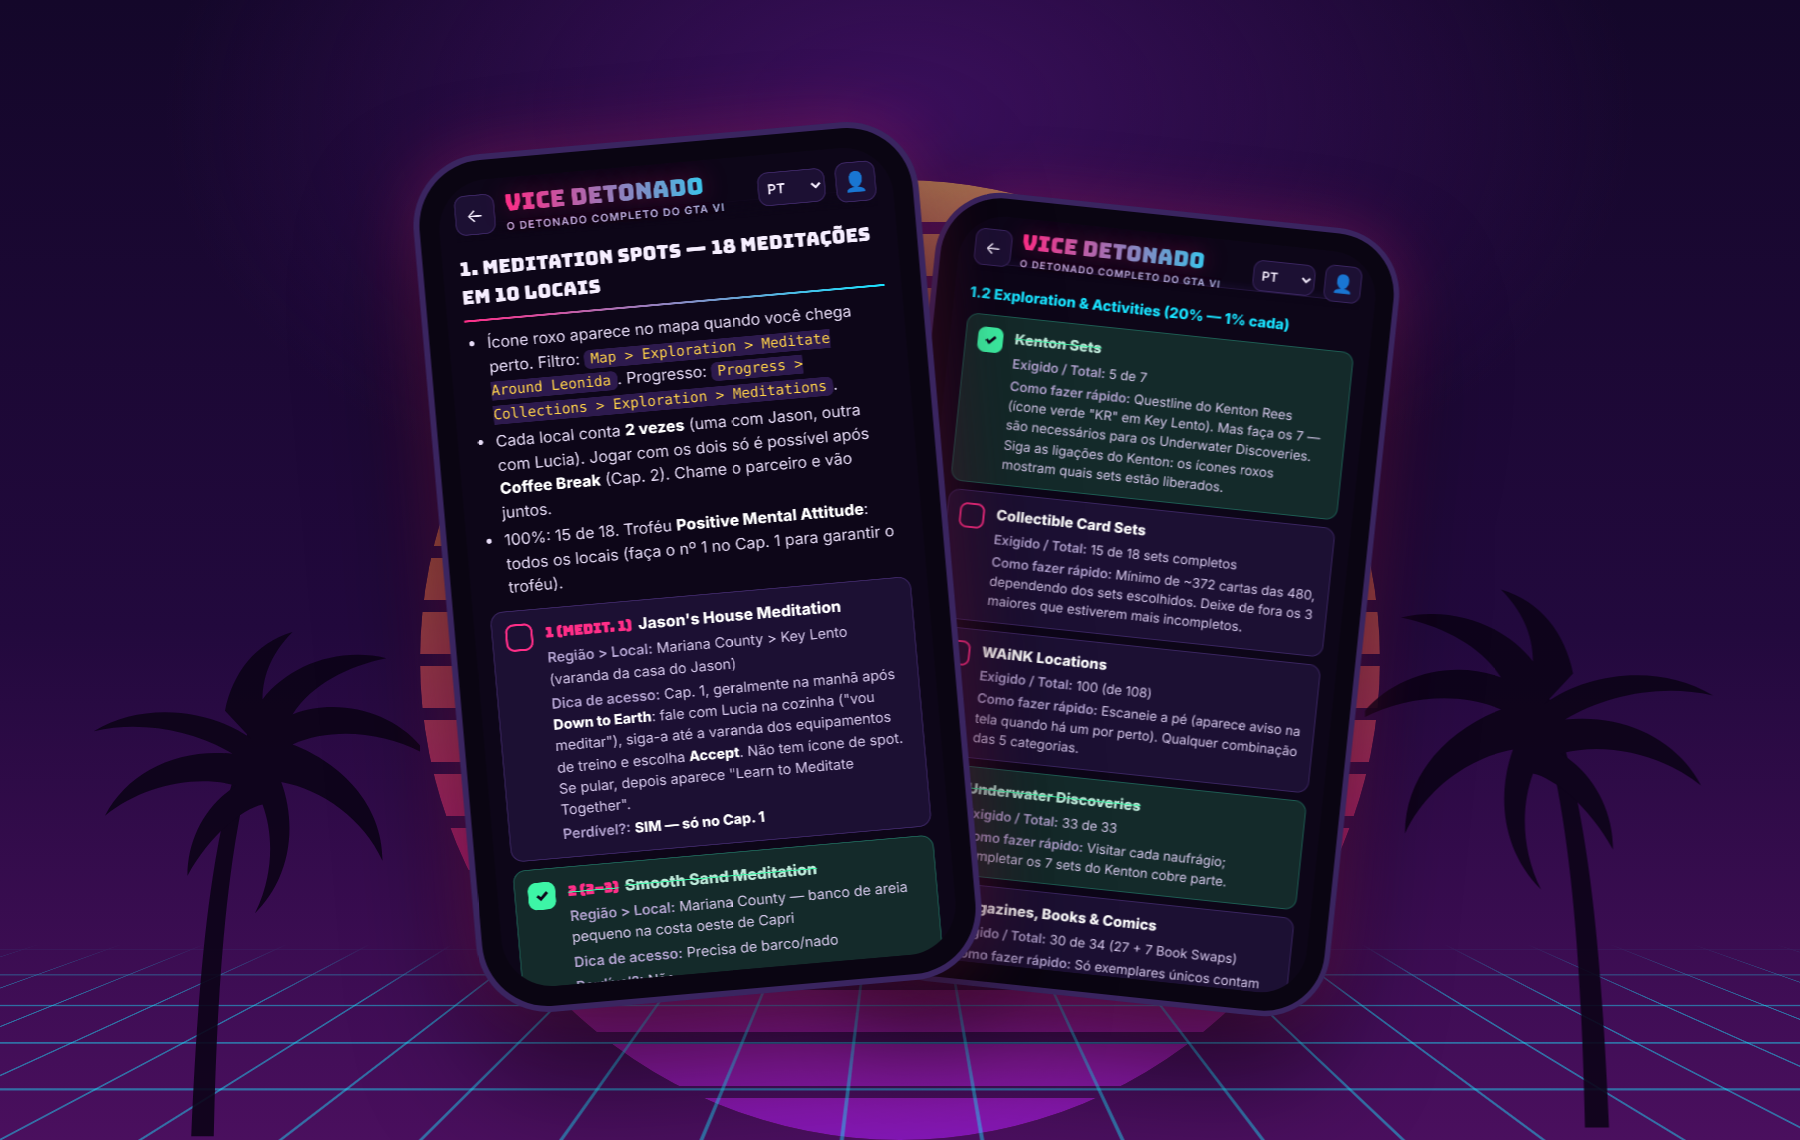 ←
VICE DETONADO
O DETONADO COMPLETO DO GTA VI
PT
1. MEDITATION SPOTS — 18 MEDITAÇÕES
EM 10 LOCAIS
• Ícone roxo aparece no mapa quando você chega
perto. Filtro: Map > Exploration > Meditate
Around Leonida. Progresso: Progress >
Collections > Exploration > Meditations.
• Cada local conta 2 vezes (uma com Jason, outra
com Lucia). Jogar com os dois só é possível após
Coffee Break (Cap. 2). Chame o parceiro e vão
juntos.
• 100%: 15 de 18. Troféu Positive Mental Attitude:
todos os locais (faça o nº 1 no Cap. 1 para garantir o
troféu).
1 (MEDIT. 1) Jason's House Meditation
Região > Local: Mariana County > Key Lento
(varanda da casa do Jason)
Dica de acesso: Cap. 1, geralmente na manhã após
Down to Earth: fale com Lucia na cozinha ("vou
meditar"), siga-a até a varanda dos equipamentos
de treino e escolha Accept. Não tem ícone de spot.
Se pular, depois aparece "Learn to Meditate
Together".
Perdível?: SIM — só no Cap. 1
2 (2–3) Smooth Sand Meditation
Região > Local: Mariana County — banco de areia
pequeno na costa oeste de Capri
Dica de acesso: Precisa de barco/nado
←
VICE DETONADO
O DETONADO COMPLETO DO GTA VI
PT
1.2 Exploration & Activities (20% — 1% cada)
Kenton Sets
Exigido / Total: 5 de 7
Como fazer rápido: Questline do Kenton Rees
(ícone verde "KR" em Key Lento). Mas faça os 7 —
são necessários para os Underwater Discoveries.
Siga as ligações do Kenton: os ícones roxos
mostram quais sets estão liberados.
Collectible Card Sets
Exigido / Total: 15 de 18 sets completos
Como fazer rápido: Mínimo de ~372 cartas das 480,
dependendo dos sets escolhidos. Deixe de fora os 3
maiores que estiverem mais incompletos.
WAiNK Locations
Exigido / Total: 100 (de 108)
Como fazer rápido: Escaneie a pé (aparece aviso na
tela quando há um por perto). Qualquer combinação
das 5 categorias.
Underwater Discoveries
xigido / Total: 33 de 33
omo fazer rápido: Visitar cada naufrágio;
mpletar os 7 sets do Kenton cobre parte.
gazines, Books & Comics
gido / Total: 30 de 34 (27 + 7 Book Swaps)
omo fazer rápido: Só exemplares únicos contam